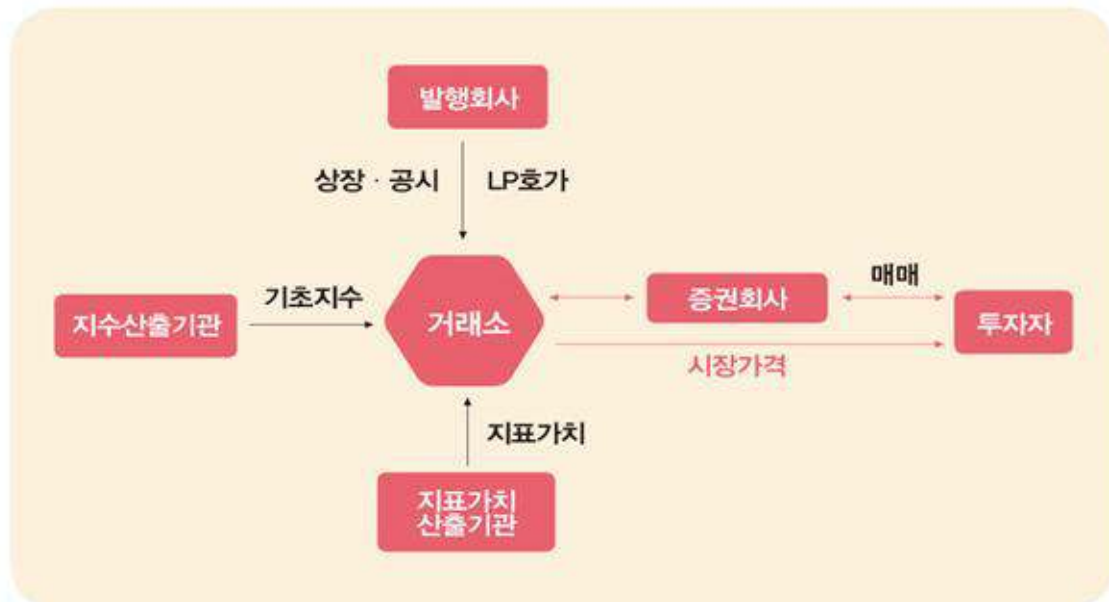 발행회사
상장 · 공시
LP호가
지수산출기관
기초지수
거래소
증권회사
매매
투자자
시장가격
지표가치
지표가치
산출기관